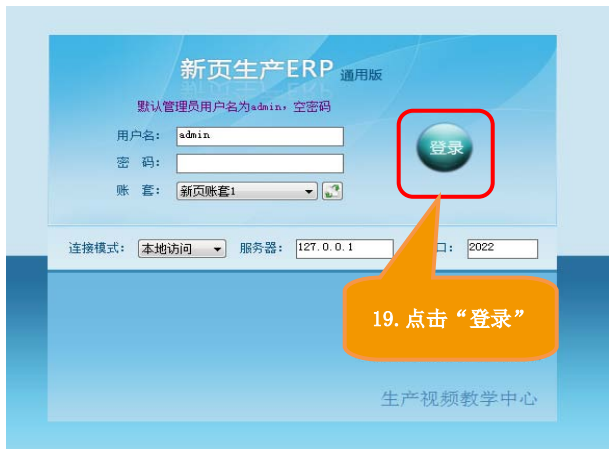 新页生产ERP 通用版
默认管理员用户名为admin，空密码
用户名： admin
登录
密 码：
账 套： 新页账套1
连接模式： 本地访问 服务器： 127.0.0.1 口： 2022
19.点击“登录”
生产视频教学中心